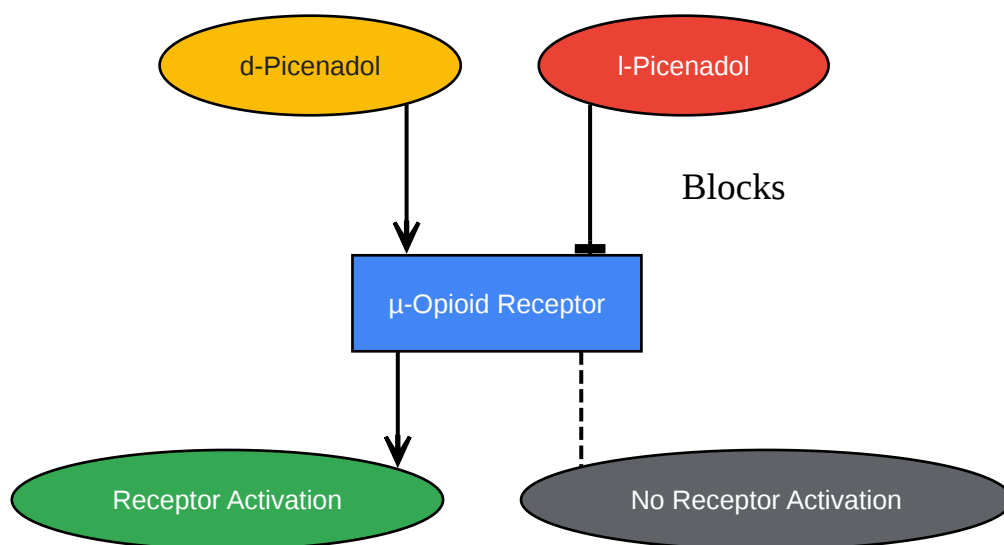 d-Picenadol
l-Picenadol
Blocks
µ-Opioid Receptor
Receptor Activation
No Receptor Activation